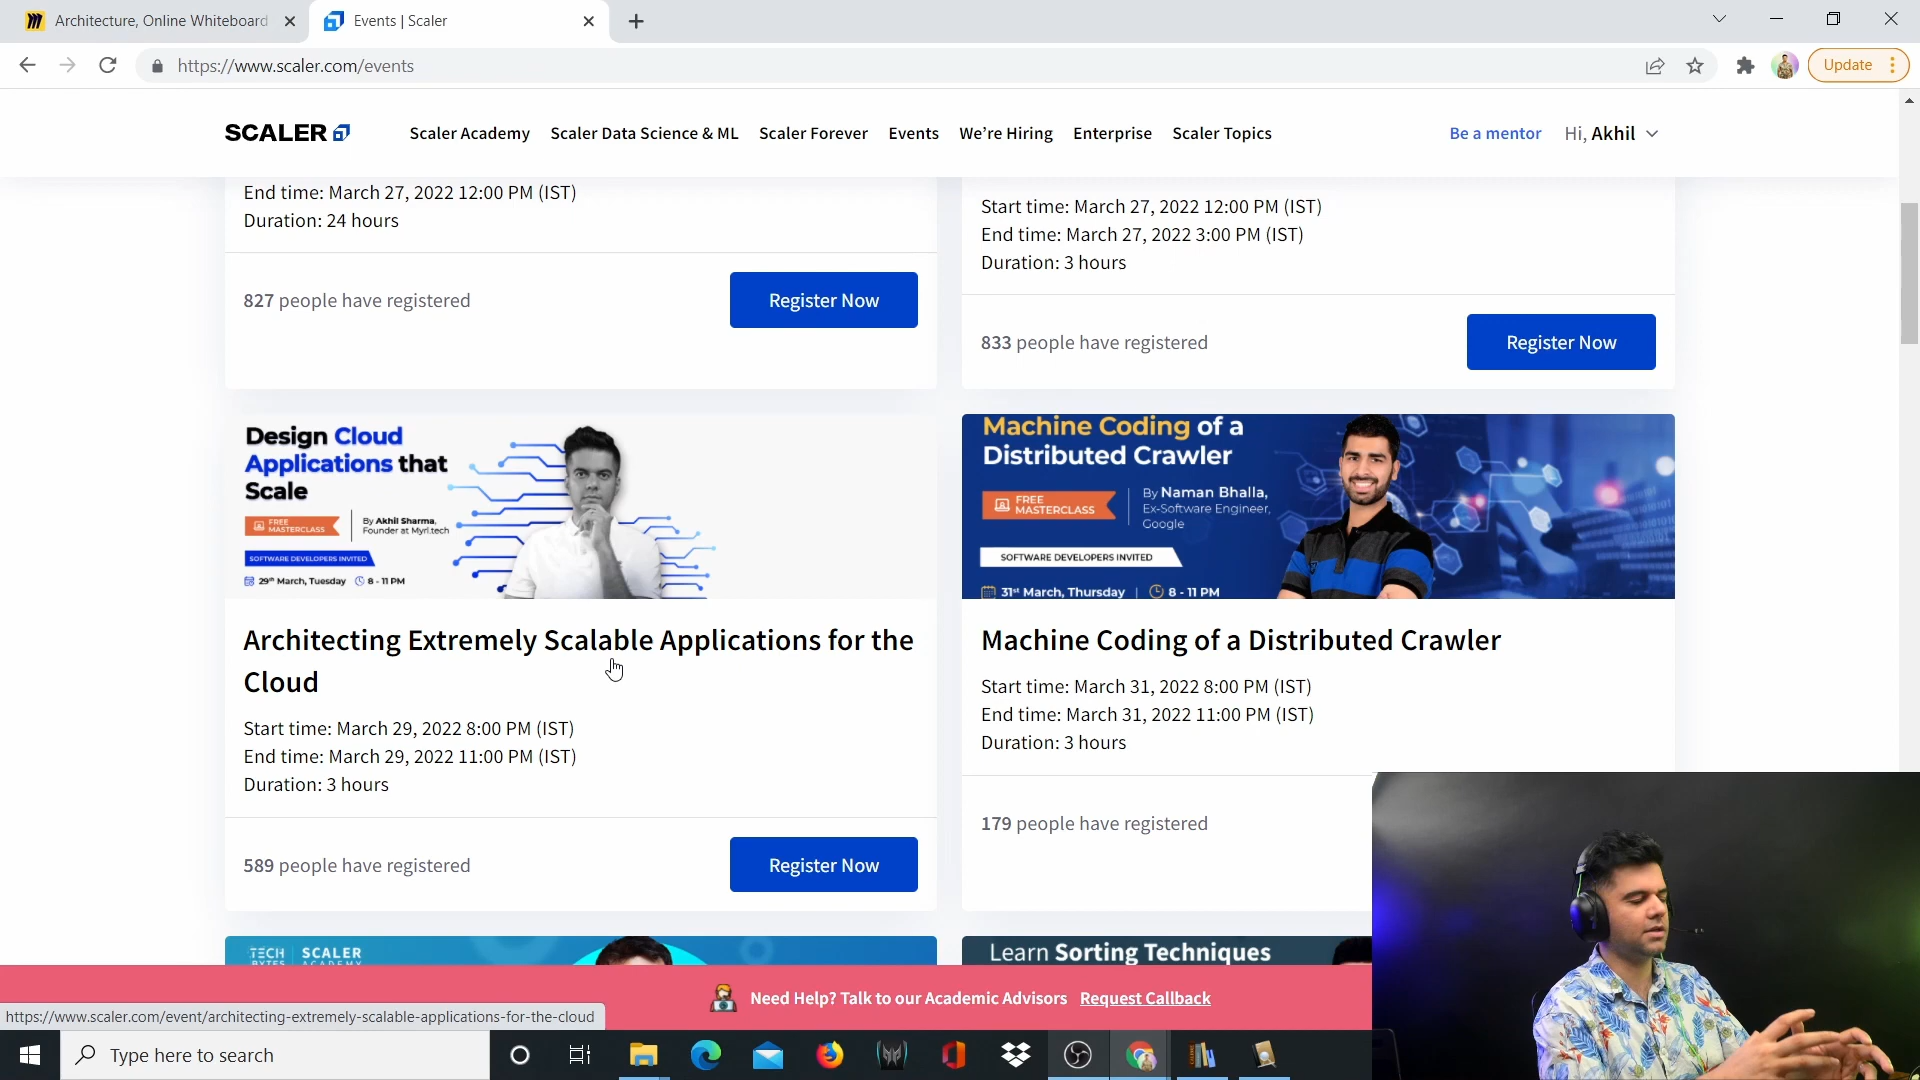 Architecture, Online Whiteboard
Events | Scaler
https://www.scaler.com/events
Update
SCALER
Scaler Academy
Scaler Data Science & ML
Scaler Forever
Events
We're Hiring
Enterprise
Scaler Topics
Be a mentor
Hi, Akhil
End time: March 27, 2022 12:00 PM (IST)
Duration: 24 hours
827 people have registered
Register Now
Start time: March 27, 2022 12:00 PM (IST)
End time: March 27, 2022 3:00 PM (IST)
Duration: 3 hours
833 people have registered
Register Now
Design Cloud
Applications that
Scale
FREE
MASTERCLASS
By Akhil Sharma,
Founder at Myrl.tech
SOFTWARE DEVELOPERS INVITED
29th March, Tuesday
8 - 11 PM
Architecting Extremely Scalable Applications for the
Cloud
Start time: March 29, 2022 8:00 PM (IST)
End time: March 29, 2022 11:00 PM (IST)
Duration: 3 hours
589 people have registered
Register Now
Machine Coding of a
Distributed Crawler
FREE
MASTERCLASS
By Naman Bhalla,
Ex-Software Engineer,
Google
SOFTWARE DEVELOPERS INVITED
31st March, Thursday | 8 - 11 PM
Machine Coding of a Distributed Crawler
Start time: March 31, 2022 8:00 PM (IST)
End time: March 31, 2022 11:00 PM (IST)
Duration: 3 hours
179 people have registered
TECH
BYTES
SCALER
ACADEMY
Learn Sorting Techniques
Need Help? Talk to our Academic Advisors Request Callback
https://www.scaler.com/event/architecting-extremely-scalable-applications-for-the-cloud
Type here to search